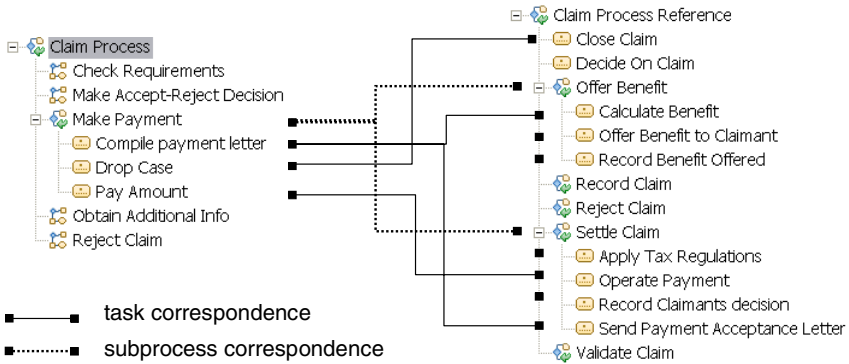 Claim Process
Check Requirements
Make Accept-Reject Decision
Make Payment
Compile payment letter
Drop Case
Pay Amount
Obtain Additional Info
Reject Claim
task correspondence
subprocess correspondence
Claim Process Reference
Close Claim
Decide On Claim
Offer Benefit
Calculate Benefit
Offer Benefit to Claimant
Record Benefit Offered
Record Claim
Reject Claim
Settle Claim
Apply Tax Regulations
Operate Payment
Record Claimants decision
Send Payment Acceptance Letter
Validate Claim